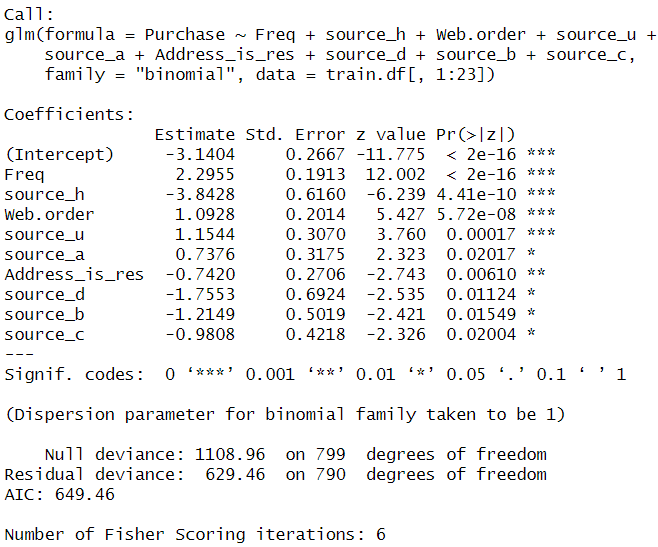 Call:
glm(formula = Purchase ~ Freq + source_h + Web.order + source_u +
    source_a + Address_is_res + source_d + source_b + source_c,
    family = "binomial", data = train.df[, 1:23])

Coefficients:
               Estimate Std. Error z value Pr(>|z|)
(Intercept)     -3.1404     0.2667 -11.775  < 2e-16 ***
Freq             2.2955     0.1913  12.002  < 2e-16 ***
source_h        -3.8428     0.6160  -6.239 4.41e-10 ***
Web.order        1.0928     0.2014   5.427 5.72e-08 ***
source_u         1.1544     0.3070   3.760  0.00017 ***
source_a         0.7376     0.3175   2.323  0.02017 *
Address_is_res  -0.7420     0.2706  -2.743  0.00610 **
source_d        -1.7553     0.6924  -2.535  0.01124 *
source_b        -1.2149     0.5019  -2.421  0.01549 *
source_c        -0.9808     0.4218  -2.326  0.02004 *
---
Signif. codes:  0 ‘***’ 0.001 ‘**’ 0.01 ‘*’ 0.05 ‘.’ 0.1 ‘ ’ 1

(Dispersion parameter for binomial family taken to be 1)

    Null deviance: 1108.96  on 799  degrees of freedom
Residual deviance:  629.46  on 790  degrees of freedom
AIC: 649.46

Number of Fisher Scoring iterations: 6